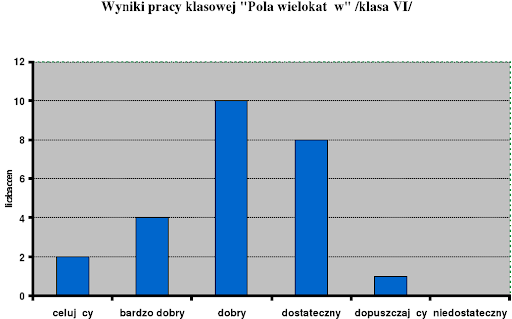 Wyniki pracy klasowej "Pola wielokat w" /klasa VI/
12
10
8
6
4
2
0
liczba ocen
celuj cy bardzo dobry dobry dostateczny dopuszczaj cy niedostateczny